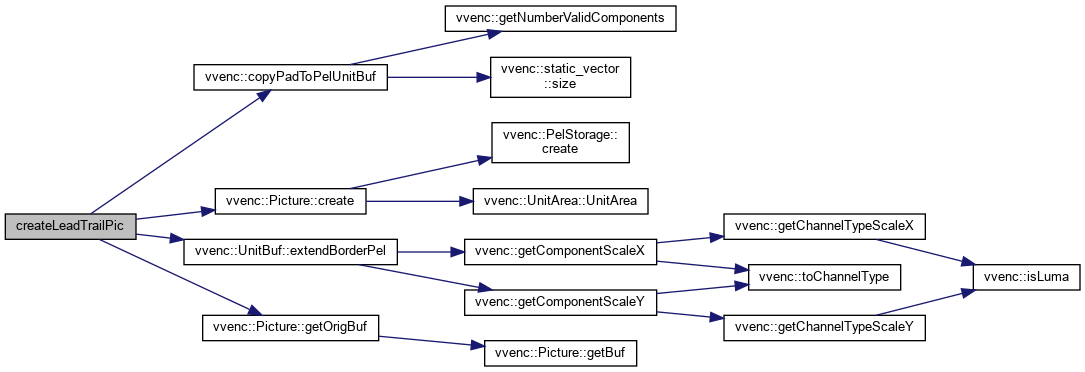 vvenc::getNumberValidComponents
vvenc::copyPadToPelUnitBuf
vvenc::static_vector
::size
vvenc::PelStorage::
create
vvenc::Picture::create
vvenc::UnitArea::UnitArea
createLeadTrailPic
vvenc::getChannelTypeScaleX
vvenc::UnitBuf::extendBorderPel
vvenc::getComponentScaleX
vvenc::toChannelType
vvenc::isLuma
vvenc::getComponentScaleY
vvenc::Picture::getOrigBuf
vvenc::getChannelTypeScaleY
vvenc::Picture::getBuf